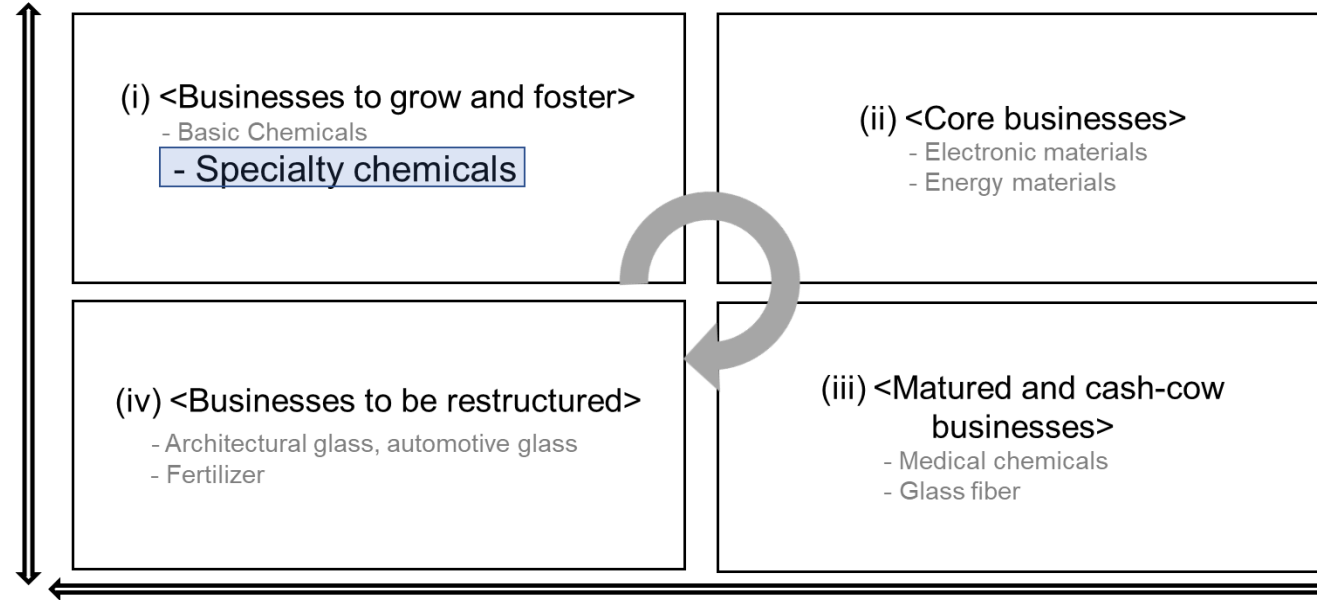 (i) <Businesses to grow and foster>
- Basic Chemicals
- Specialty chemicals
(ii) <Core businesses>
- Electronic materials
- Energy materials
(iii) <Matured and cash-cow
businesses>
- Medical chemicals
- Glass fiber
(iv) <Businesses to be restructured>
- Architectural glass, automotive glass
- Fertilizer